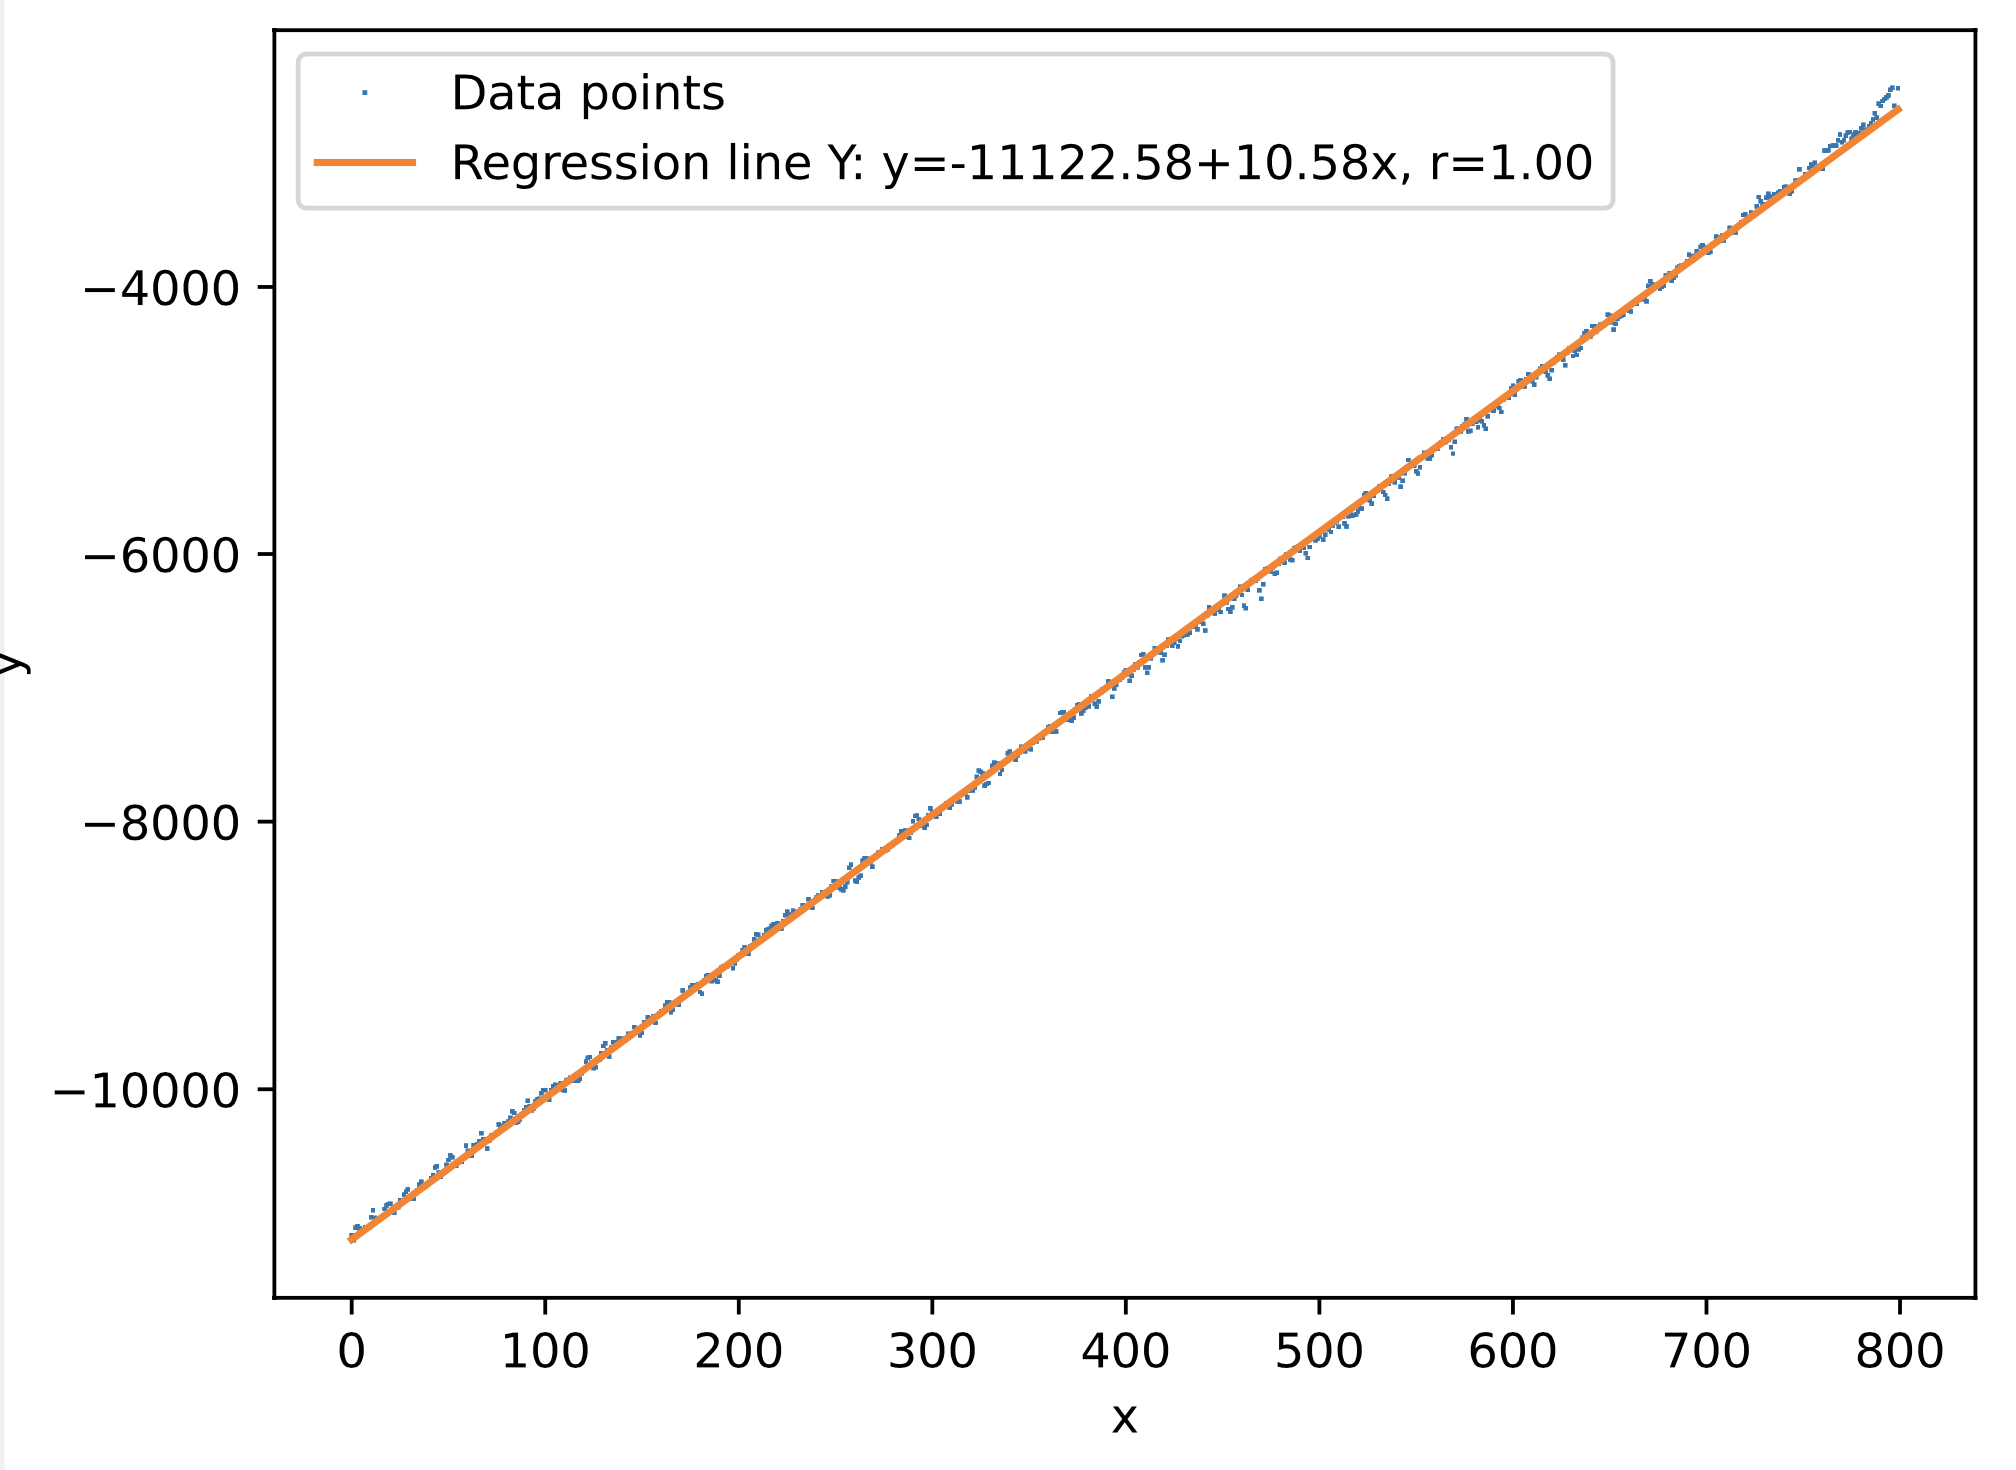 Data points
Regression line Y: y=-11122.58+10.58x, r=1.00
−4000
−6000
y
−8000
−10000
0 100 200 300 400 500 600 700 800
x